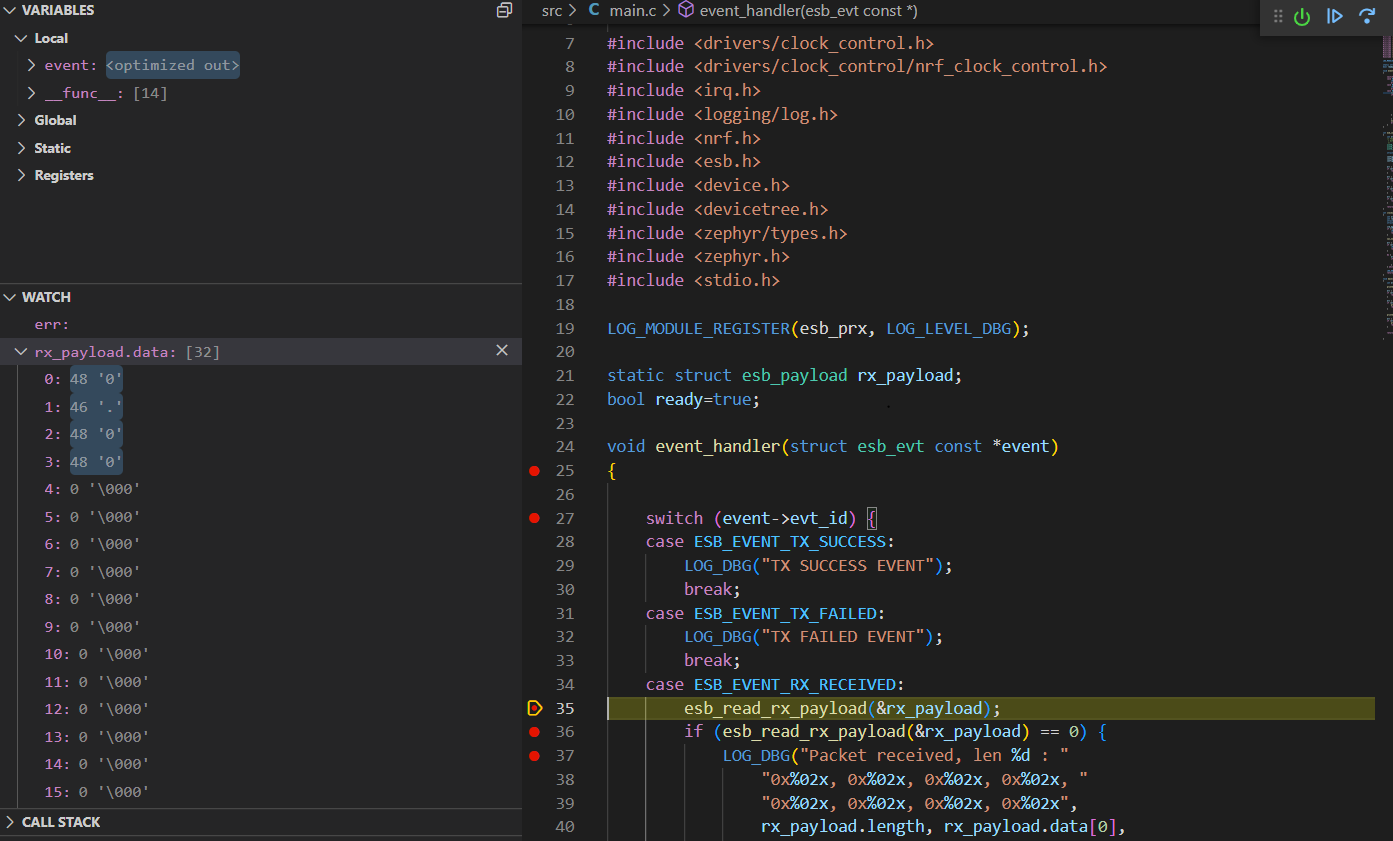 VARIABLES
Local
event: <optimized out>
__func__: [14]
Global
Static
Registers
WATCH
err:
rx_payload.data: [32]
0: 48 '0'
1: 46 '.'
2: 48 '0'
3: 48 '0'
4: 0 '\000'
5: 0 '\000'
6: 0 '\000'
7: 0 '\000'
8: 0 '\000'
9: 0 '\000'
10: 0 '\000'
11: 0 '\000'
12: 0 '\000'
13: 0 '\000'
14: 0 '\000'
15: 0 '\000'
CALL STACK
src > C main.c > event_handler(esb_evt const *)
7 #include <drivers/clock_control.h>
8 #include <drivers/clock_control/nrf_clock_control.h>
9 #include <irq.h>
10 #include <logging/log.h>
11 #include <nrf.h>
12 #include <esb.h>
13 #include <device.h>
14 #include <devicetree.h>
15 #include <zephyr/types.h>
16 #include <zephyr.h>
17 #include <stdio.h>
18
19 LOG_MODULE_REGISTER(esb_prx, LOG_LEVEL_DBG);
20
21 static struct esb_payload rx_payload;
22 bool ready=true;
23
24 void event_handler(struct esb_evt const *event)
25 {
26
27 switch (event->evt_id) {
28 case ESB_EVENT_TX_SUCCESS:
29 LOG_DBG("TX SUCCESS EVENT");
30 break;
31 case ESB_EVENT_TX_FAILED:
32 LOG_DBG("TX FAILED EVENT");
33 break;
34 case ESB_EVENT_RX_RECEIVED:
35 esb_read_rx_payload(&rx_payload);
36 if (esb_read_rx_payload(&rx_payload) == 0) {
37 LOG_DBG("Packet received, len %d : "
38 "0x%02x, 0x%02x, 0x%02x, 0x%02x, "
39 "0x%02x, 0x%02x, 0x%02x, 0x%02x",
40 rx_payload.length, rx_payload.data[0],